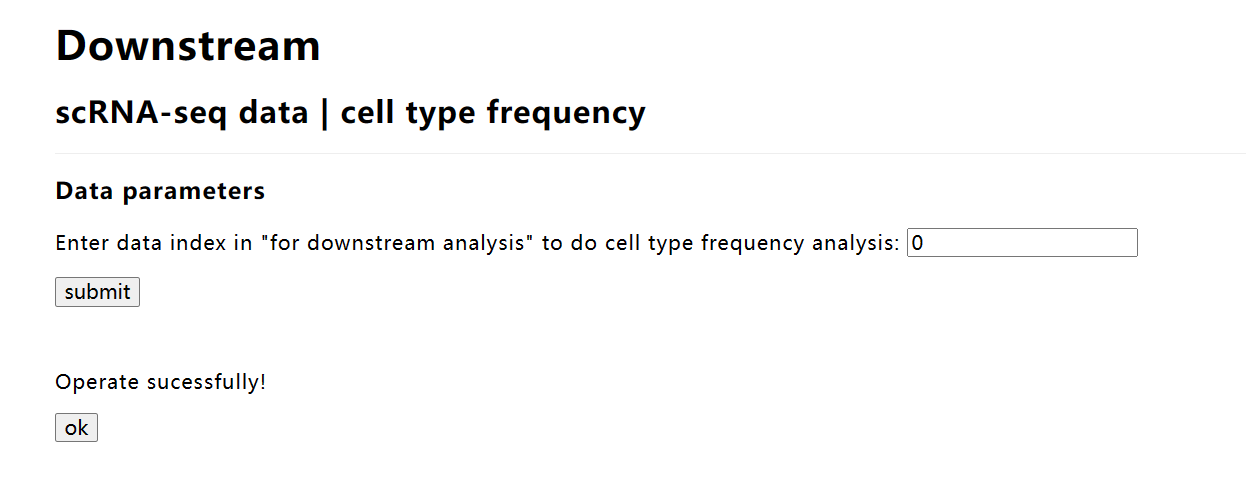 Downstream
scRNA-seq data | cell type frequency
Data parameters
Enter data index in "for downstream analysis" to do cell type frequency analysis: 0
submit
Operate sucessfully!
ok